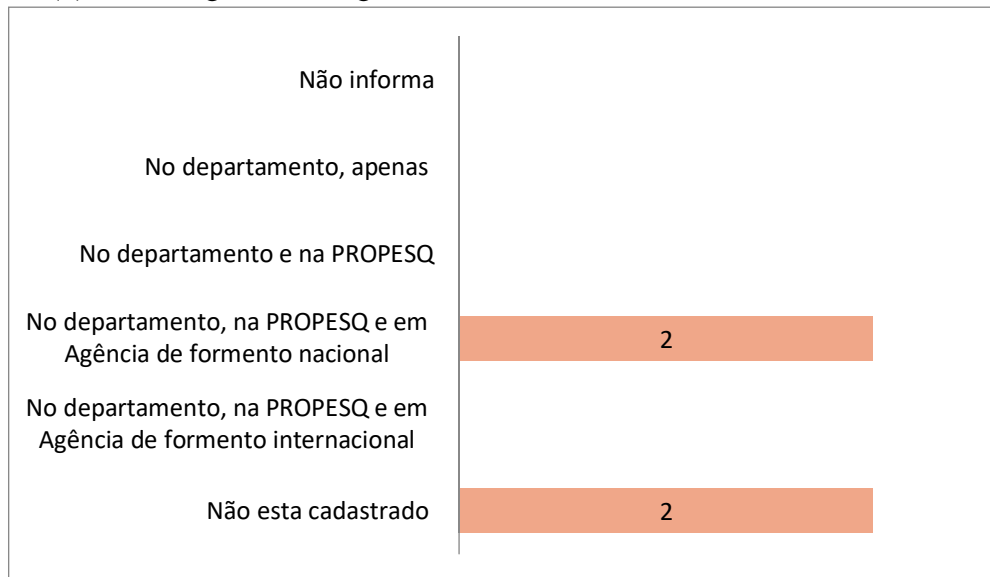 Não informa
No departamento, apenas
No departamento e na PROPESQ
No departamento, na PROPESQ e em
Agência de formento nacional
2
No departamento, na PROPESQ e em
Agência de formento internacional
Não esta cadastrado
2